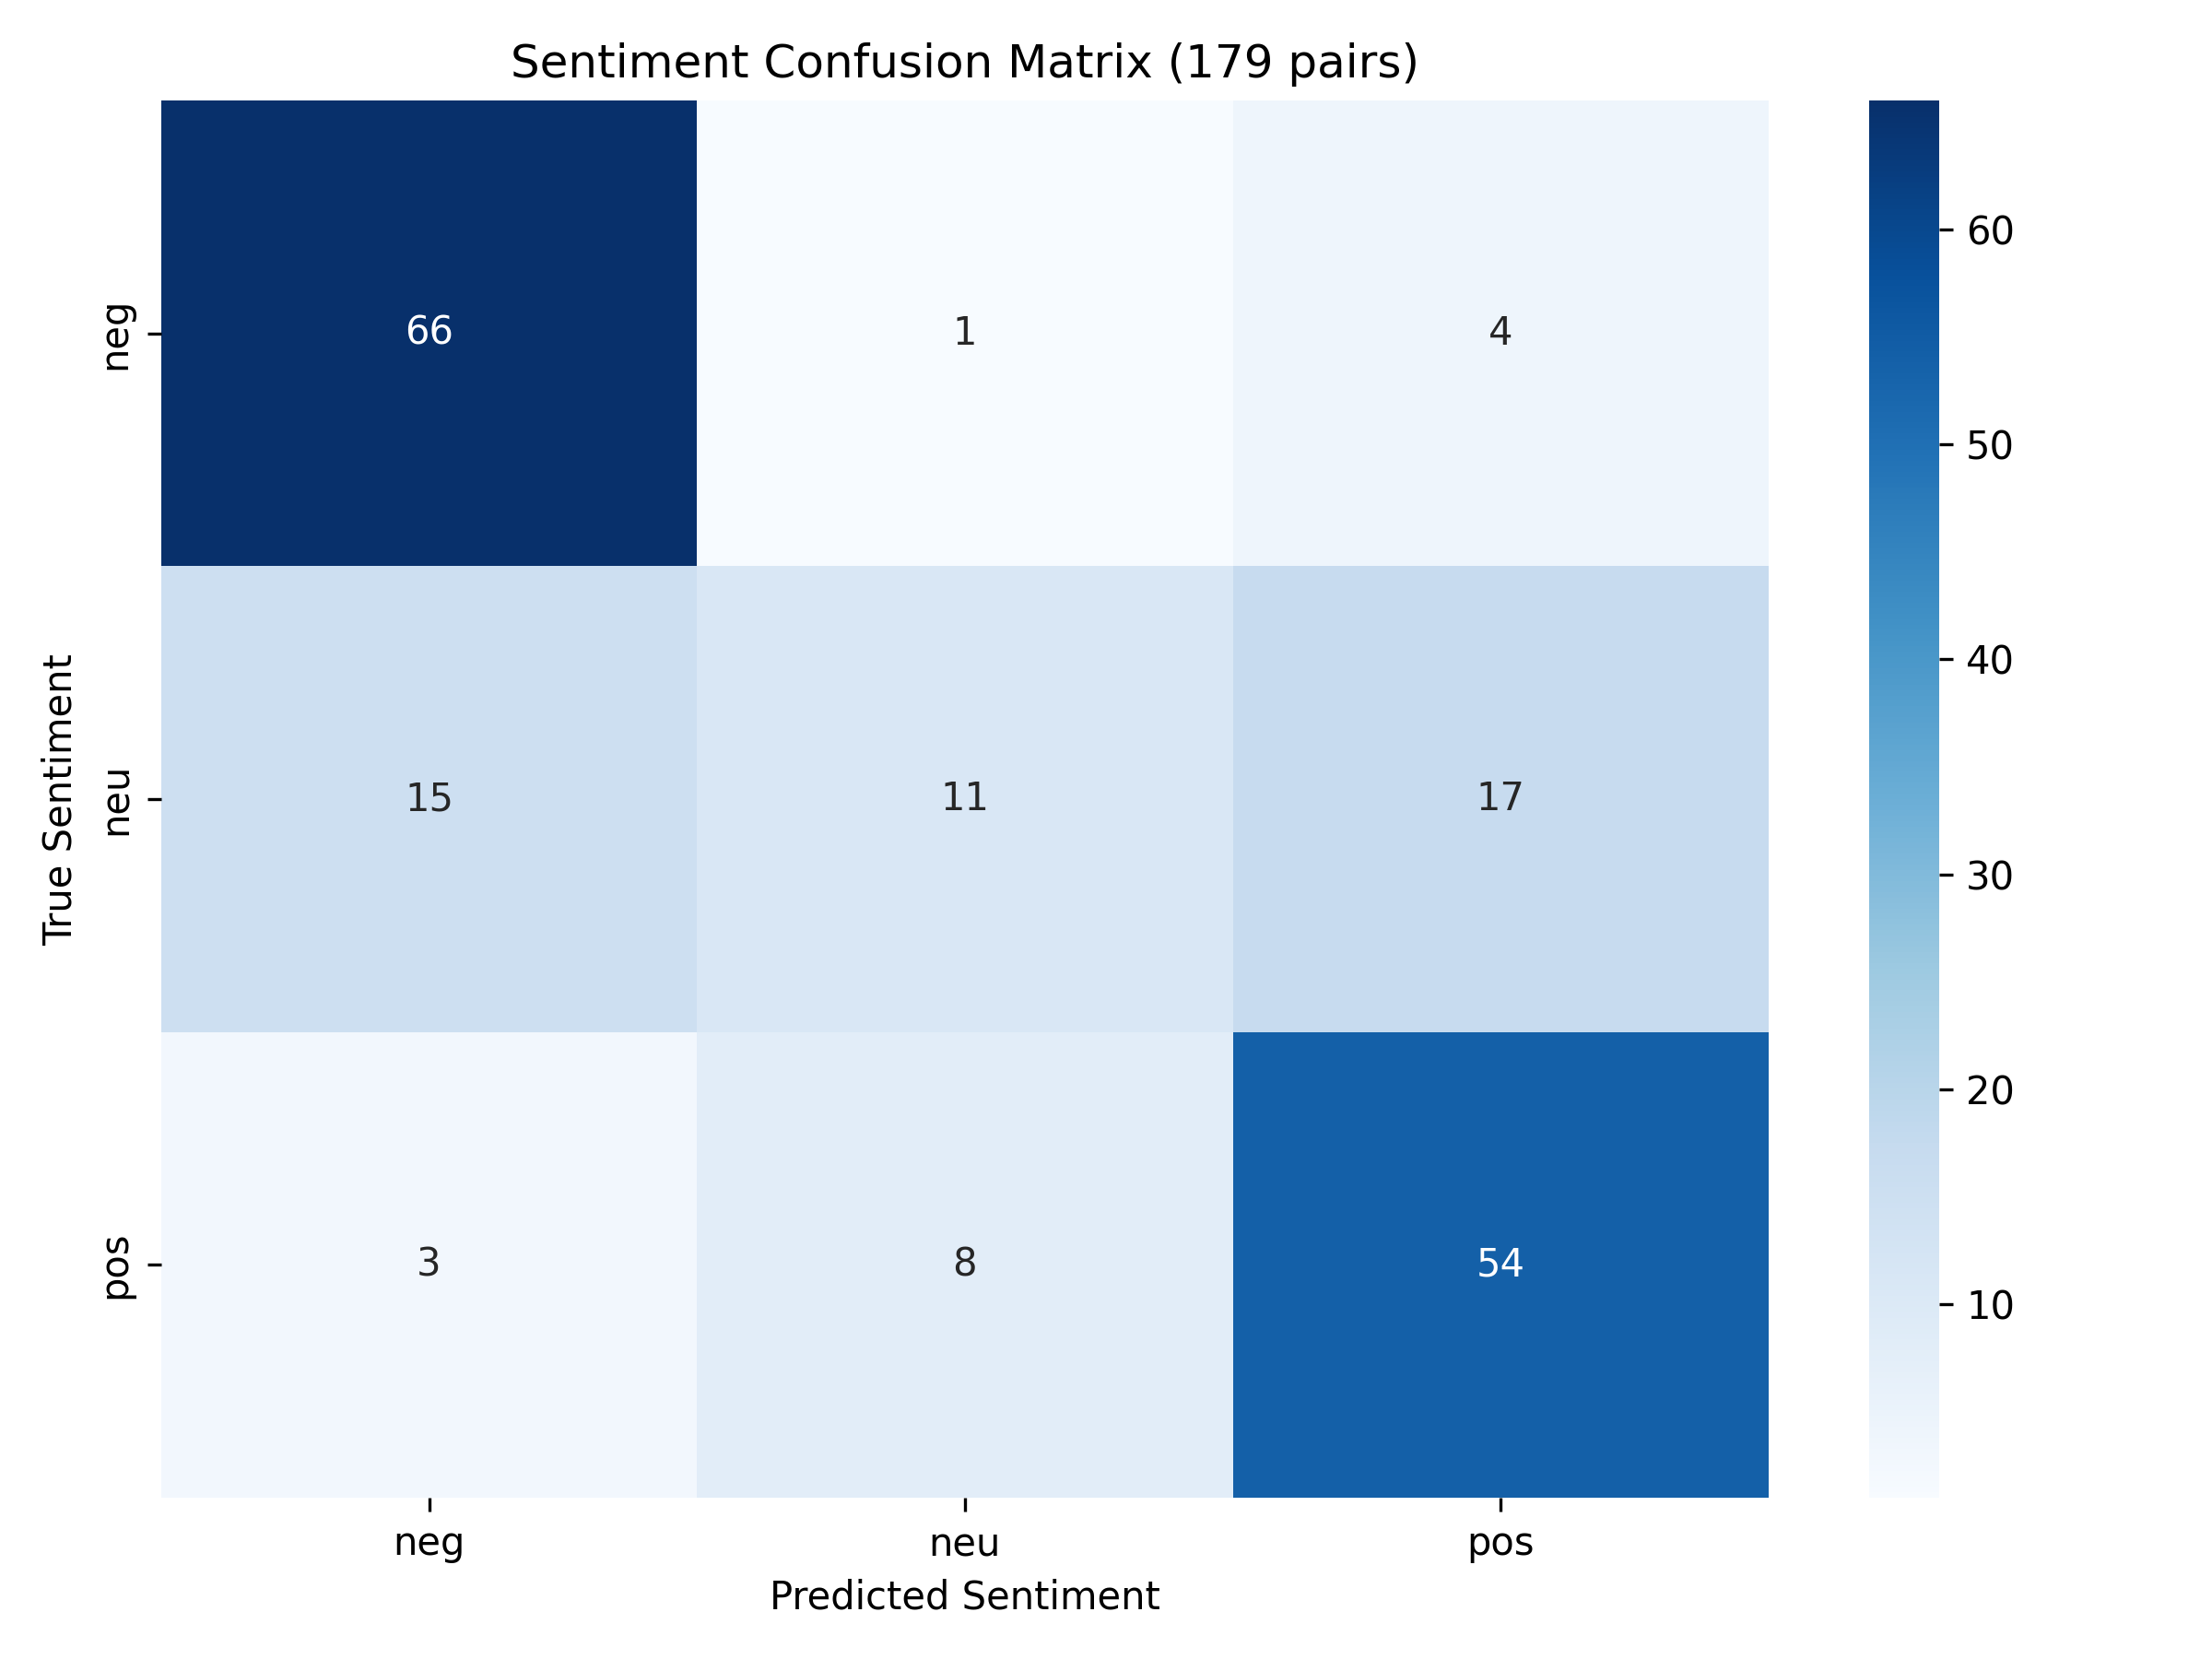 Sentiment Confusion Matrix (179 pairs)
True Sentiment
neg
66
1
4
neu
15
11
17
pos
3
8
54
neg
neu
pos
Predicted Sentiment
60
50
40
30
20
10